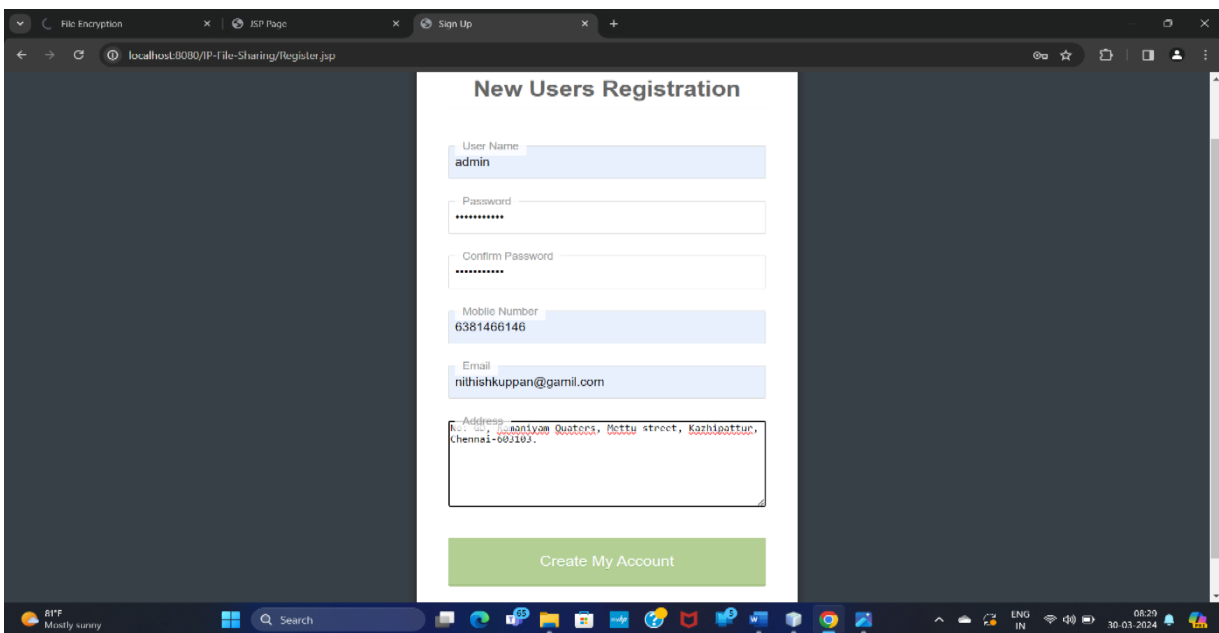 File Encryption
JSP Page
Sign Up
localhost:8080/IP-File-Sharing/Register.jsp
New Users Registration
User Name
admin
Password
•••••••••••
Confirm Password
•••••••••••
Mobile Number
6381466146
Email
nithishkuppan@gamil.com
Address
Quaters, Mettu street, Kazhipattur,
Chennai-603103.
Create My Account
81°F
Mostly sunny
Search
65
9
ENG
IN
08:29
30-03-2024